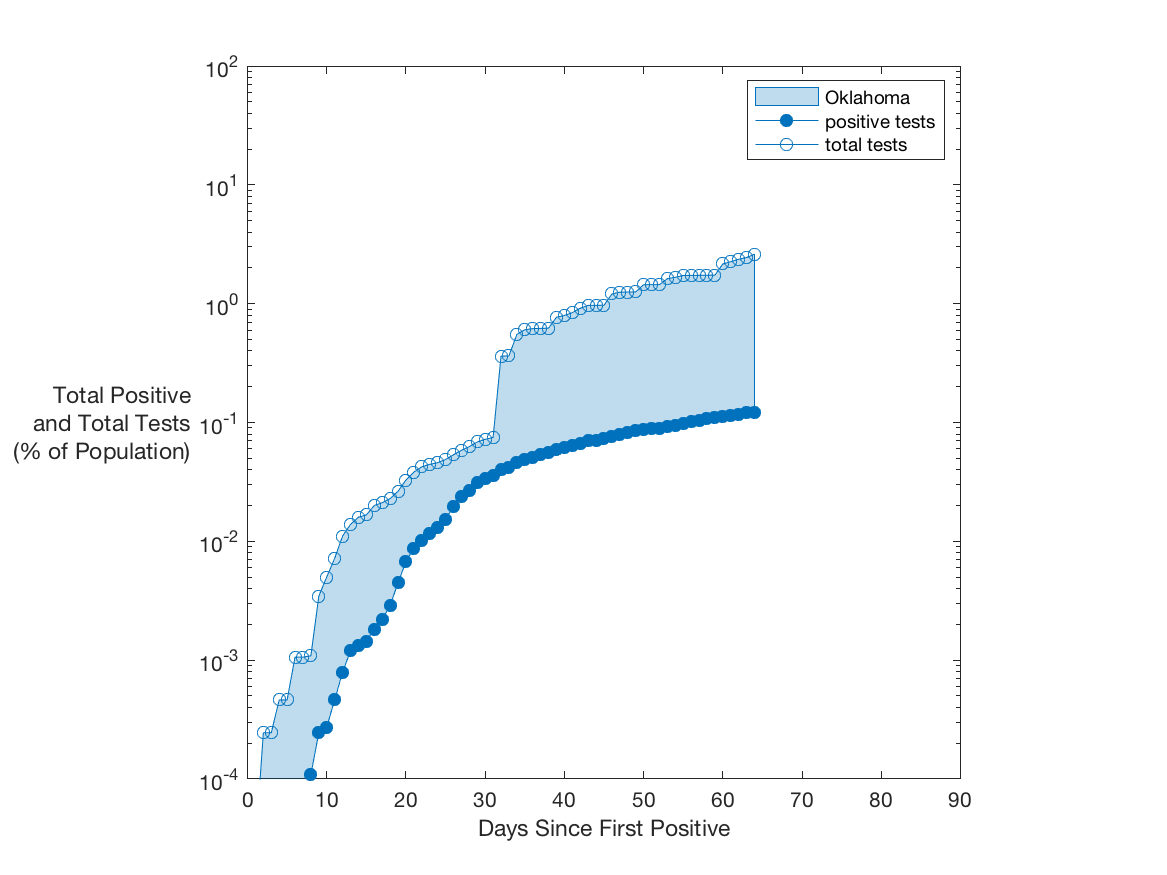 10^2
10^1
10^0
10^-1
10^-2
10^-3
10^-4
Total Positive
and Total Tests
(% of Population)
Oklahoma
positive tests
total tests
0 10 20 30 40 50 60 70 80 90
Days Since First Positive